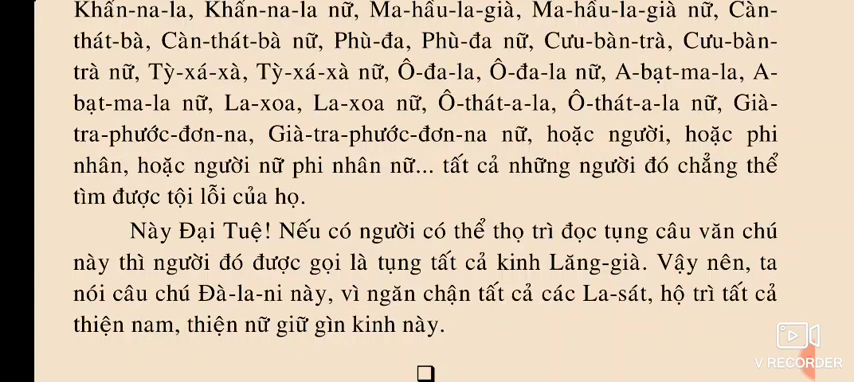 Khẩn-na-la, Khẩn-na-la nữ, Ma-hầu-la-già, Ma-hầu-la-già nữ, Càn-
thát-bà, Càn-thát-bà nữ, Phù-đa, Phù-đa nữ, Cưu-bàn-trà, Cưu-bàn-
trà nữ, Tỳ-xá-xà, Tỳ-xá-xà nữ, Ô-đa-la, Ô-đa-la nữ, A-bạt-ma-la, A-
bạt-ma-la nữ, La-xoa, La-xoa nữ, Ô-thát-a-la, Ô-thát-a-la nữ, Già-
tra-phước-đơn-na, Già-tra-phước-đơn-na nữ, hoặc người, hoặc phi
nhân, hoặc người nữ phi nhân nữ... tất cả những người đó chẳng thể
tìm được tội lỗi của họ.
Này Đại Tuệ! Nếu có người có thể thọ trì đọc tụng câu văn chú
này thì người đó được gọi là tụng tất cả kinh Lăng-già. Vậy nên, ta
nói câu chú Đà-la-ni này, vì ngăn chận tất cả các La-sát, hộ trì tất cả
thiện nam, thiện nữ giữ gìn kinh này.
V RECORDER